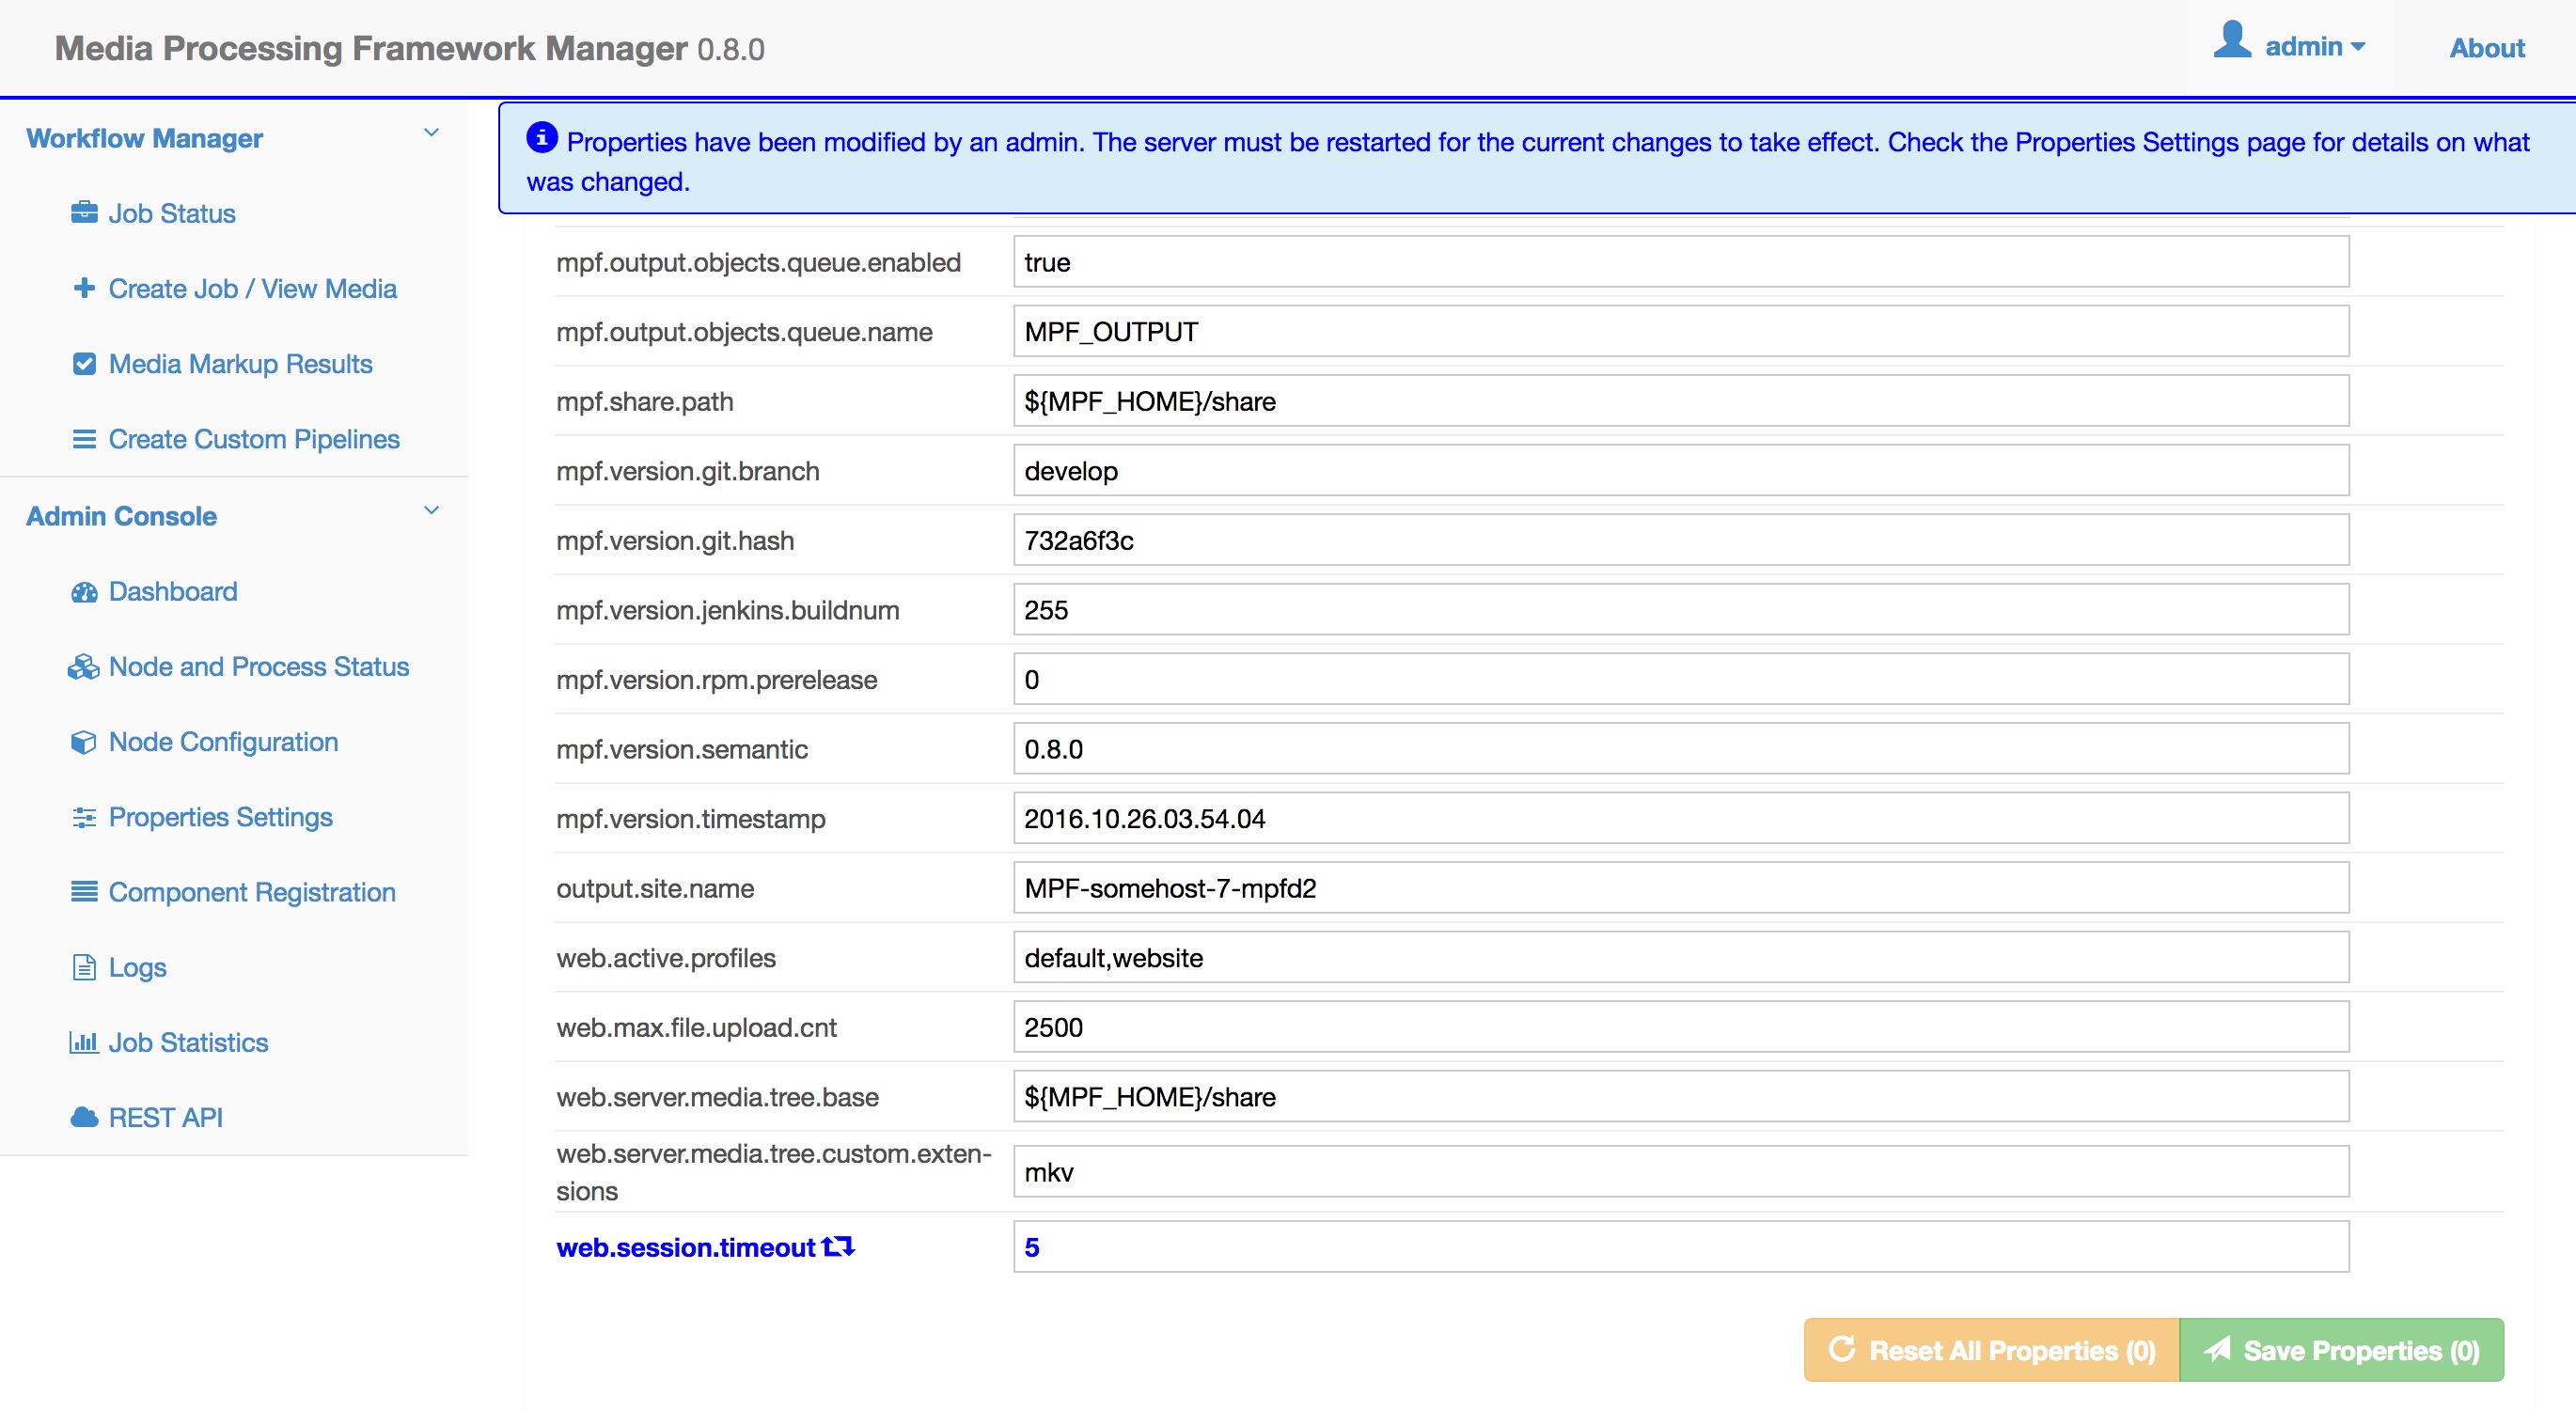 Media Processing Framework Manager 0.8.0
admin
About
Workflow Manager
Job Status
Create Job / View Media
Media Markup Results
Create Custom Pipelines
Admin Console
Dashboard
Node and Process Status
Node Configuration
Properties Settings
Component Registration
Logs
Job Statistics
REST API
Properties have been modified by an admin. The server must be restarted for the current changes to take effect. Check the Properties Settings page for details on what
was changed.
mpf.output.objects.queue.enabled true
mpf.output.objects.queue.name MPF_OUTPUT
mpf.share.path ${MPF_HOME}/share
mpf.version.git.branch develop
mpf.version.git.hash 732a6f3c
mpf.version.jenkins.buildnum 255
mpf.version.rpm.prerelease 0
mpf.version.semantic 0.8.0
mpf.version.timestamp 2016.10.26.03.54.04
output.site.name MPF-somehost-7-mpfd2
web.active.profiles default,website
web.max.file.upload.cnt 2500
web.server.media.tree.base ${MPF_HOME}/share
web.server.media.tree.custom.exten-
sions mkv
web.session.timeout 5
Reset All Properties (0) Save Properties (0)